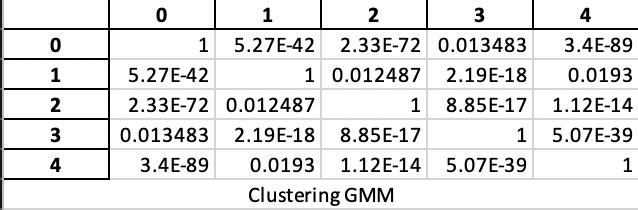 0 1 2 3 4
0 1 5.27E-42 2.33E-72 0.013483 3.4E-89
1 5.27E-42 1 0.012487 2.19E-18 0.0193
2 2.33E-72 0.012487 1 8.85E-17 1.12E-14
3 0.013483 2.19E-18 8.85E-17 1 5.07E-39
4 3.4E-89 0.0193 1.12E-14 5.07E-39 1
Clustering GMM